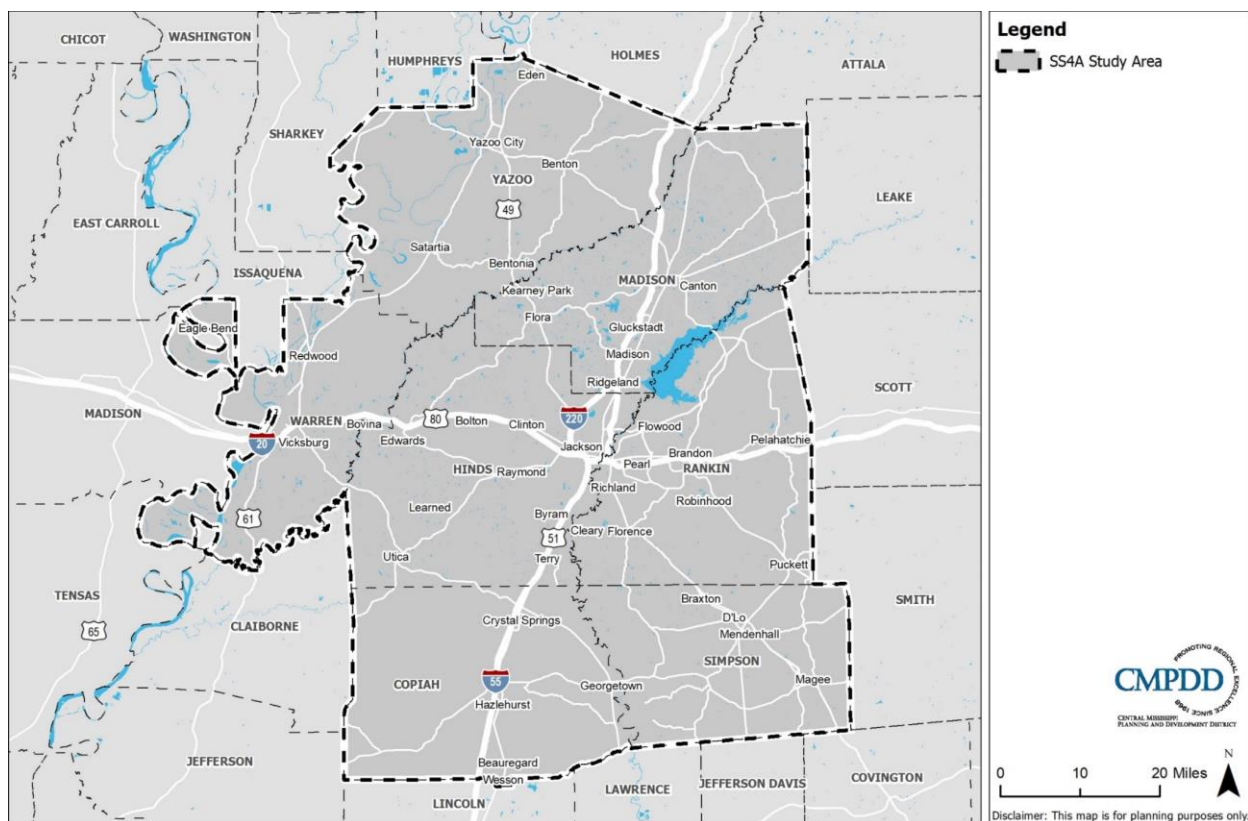 CHICOT
WASHINGTON
HUMPHREYS
HOLMES
ATTALA
Eden
SHARKEY
Yazoo City
Benton
YAZOO
49
LEAKE
EAST CARROLL
Satartia
ISSAQUENA
Bentonia
MADISON
Kearney Park
Canton
Eagle Bend
Flora
Gluckstadt
Redwood
Madison
Ridgeland
SCOTT
MADISON
WARREN
Bovina
80
Bolton
Clinton
220
Flowood
20
Vicksburg
Edwards
Jackson
Brandon
Pelahatchie
HINDS
Raymond
Pearl
RANKIN
Richland
Robinhood
61
Learned
Byram
51
Cleary
Florence
Utica
Terry
Puckett
TENSAS
65
CLAIBORNE
Braxton
SMITH
Crystal Springs
D'Lo
Mendenhall
SIMPSON
COPIAH
55
Georgetown
Magee
Hazlehurst
JEFFERSON
Beauregard
Wesson
LINCOLN
LAWRENCE
JEFFERSON DAVIS
COVINGTON
Legend
SS4A Study Area
CMPDD
PROMOTING REGIONAL EXCELLENCE SINCE 1968
CENTRAL MISSISSIPPI
PLANNING AND DEVELOPMENT DISTRICT
N
0 10 20 Miles
Disclaimer: This map is for planning purposes only.